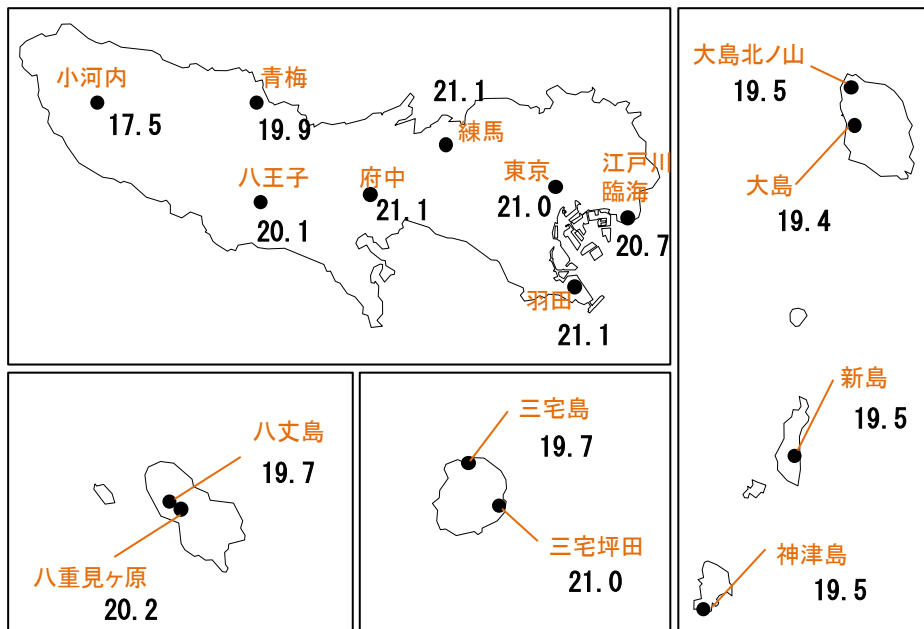 小河内
17.5
青梅
19.9
21.1
練馬
八王子
20.1
府中
21.1
東京
21.0
江戸川
臨海
20.7
羽田
21.1
大島北ノ山
19.5
大島
19.4
新島
19.5
神津島
19.5
八丈島
19.7
八重見ヶ原
20.2
三宅島
19.7
三宅坪田
21.0